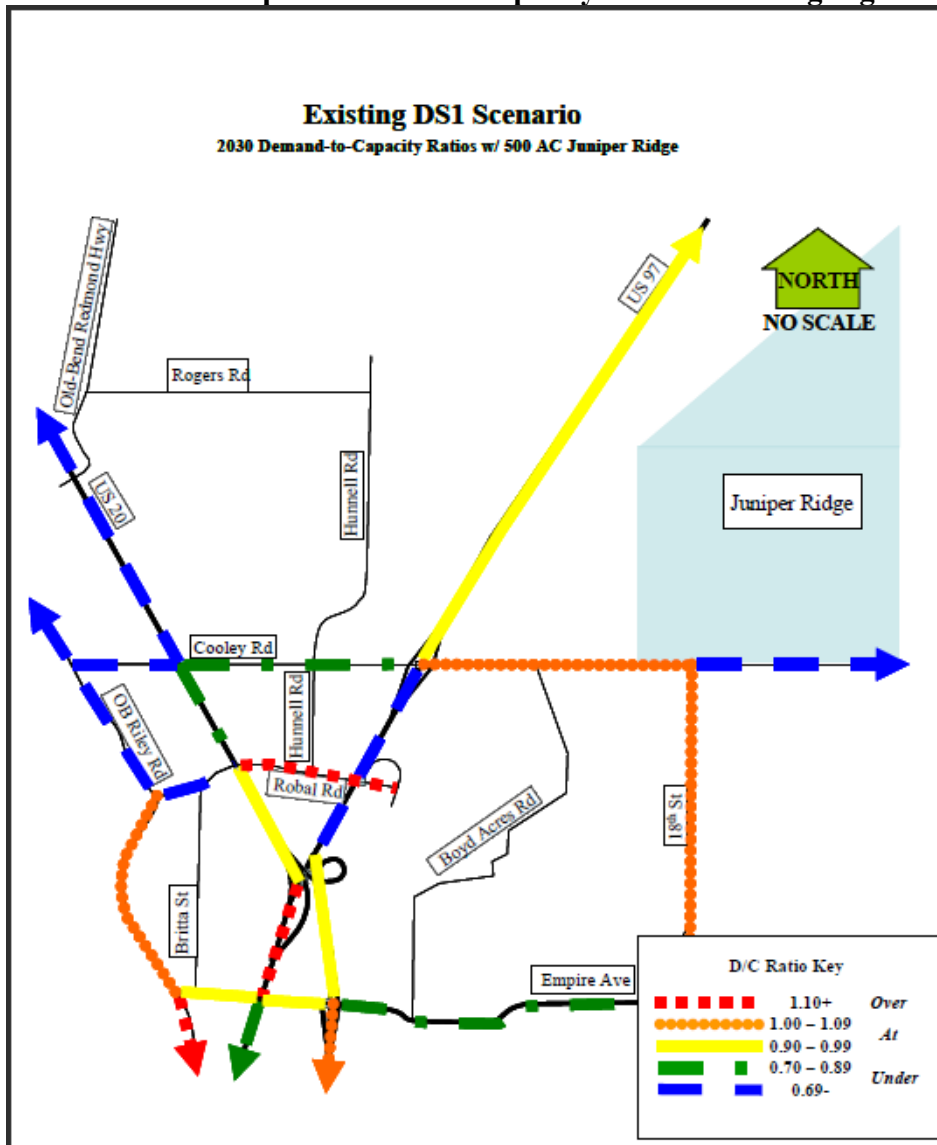 Existing DS1 Scenario
2030 Demand-to-Capacity Ratios w/ 500 AC Juniper Ridge
Old-Bend Redmond Hwy
US 97
NORTH
NO SCALE
Rogers Rd
US 20
Hunnell Rd
Juniper Ridge
Cooley Rd
OB Riley Rd
Hunnell Rd
Robal Rd
Boyd Acres Rd
18th St
Britta St
Empire Ave
D/C Ratio Key
1.10+ Over
1.00 – 1.09
At
0.90 – 0.99
0.70 – 0.89
Under
0.69-